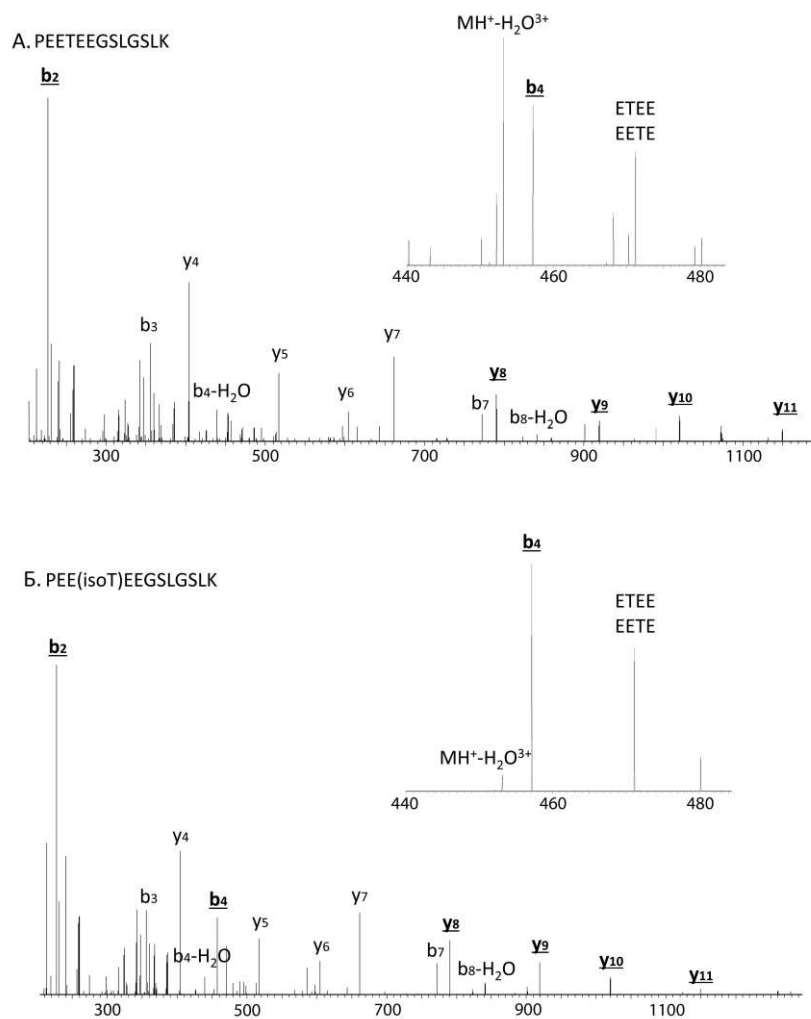 А. PEETEEGSLGSLK
MH⁺-H₂O³⁺
b₂
b₄
ETEE
EETE
440 460 480
y₄
b₃
y₇
y₅
b₄-H₂O
y₆
y₈
b₇
b₈-H₂O
y₉
y₁₀
y₁₁
300 500 700 900 1100
Б. PEE(isoT)EEGSLGSLK
b₄
b₂
ETEE
EETE
MH⁺-H₂O³⁺
440 460 480
y₄
b₃
b₄
y₇
y₅
y₈
b₄-H₂O
y₆
b₇
b₈-H₂O
y₉
y₁₀
y₁₁
300 500 700 900 1100